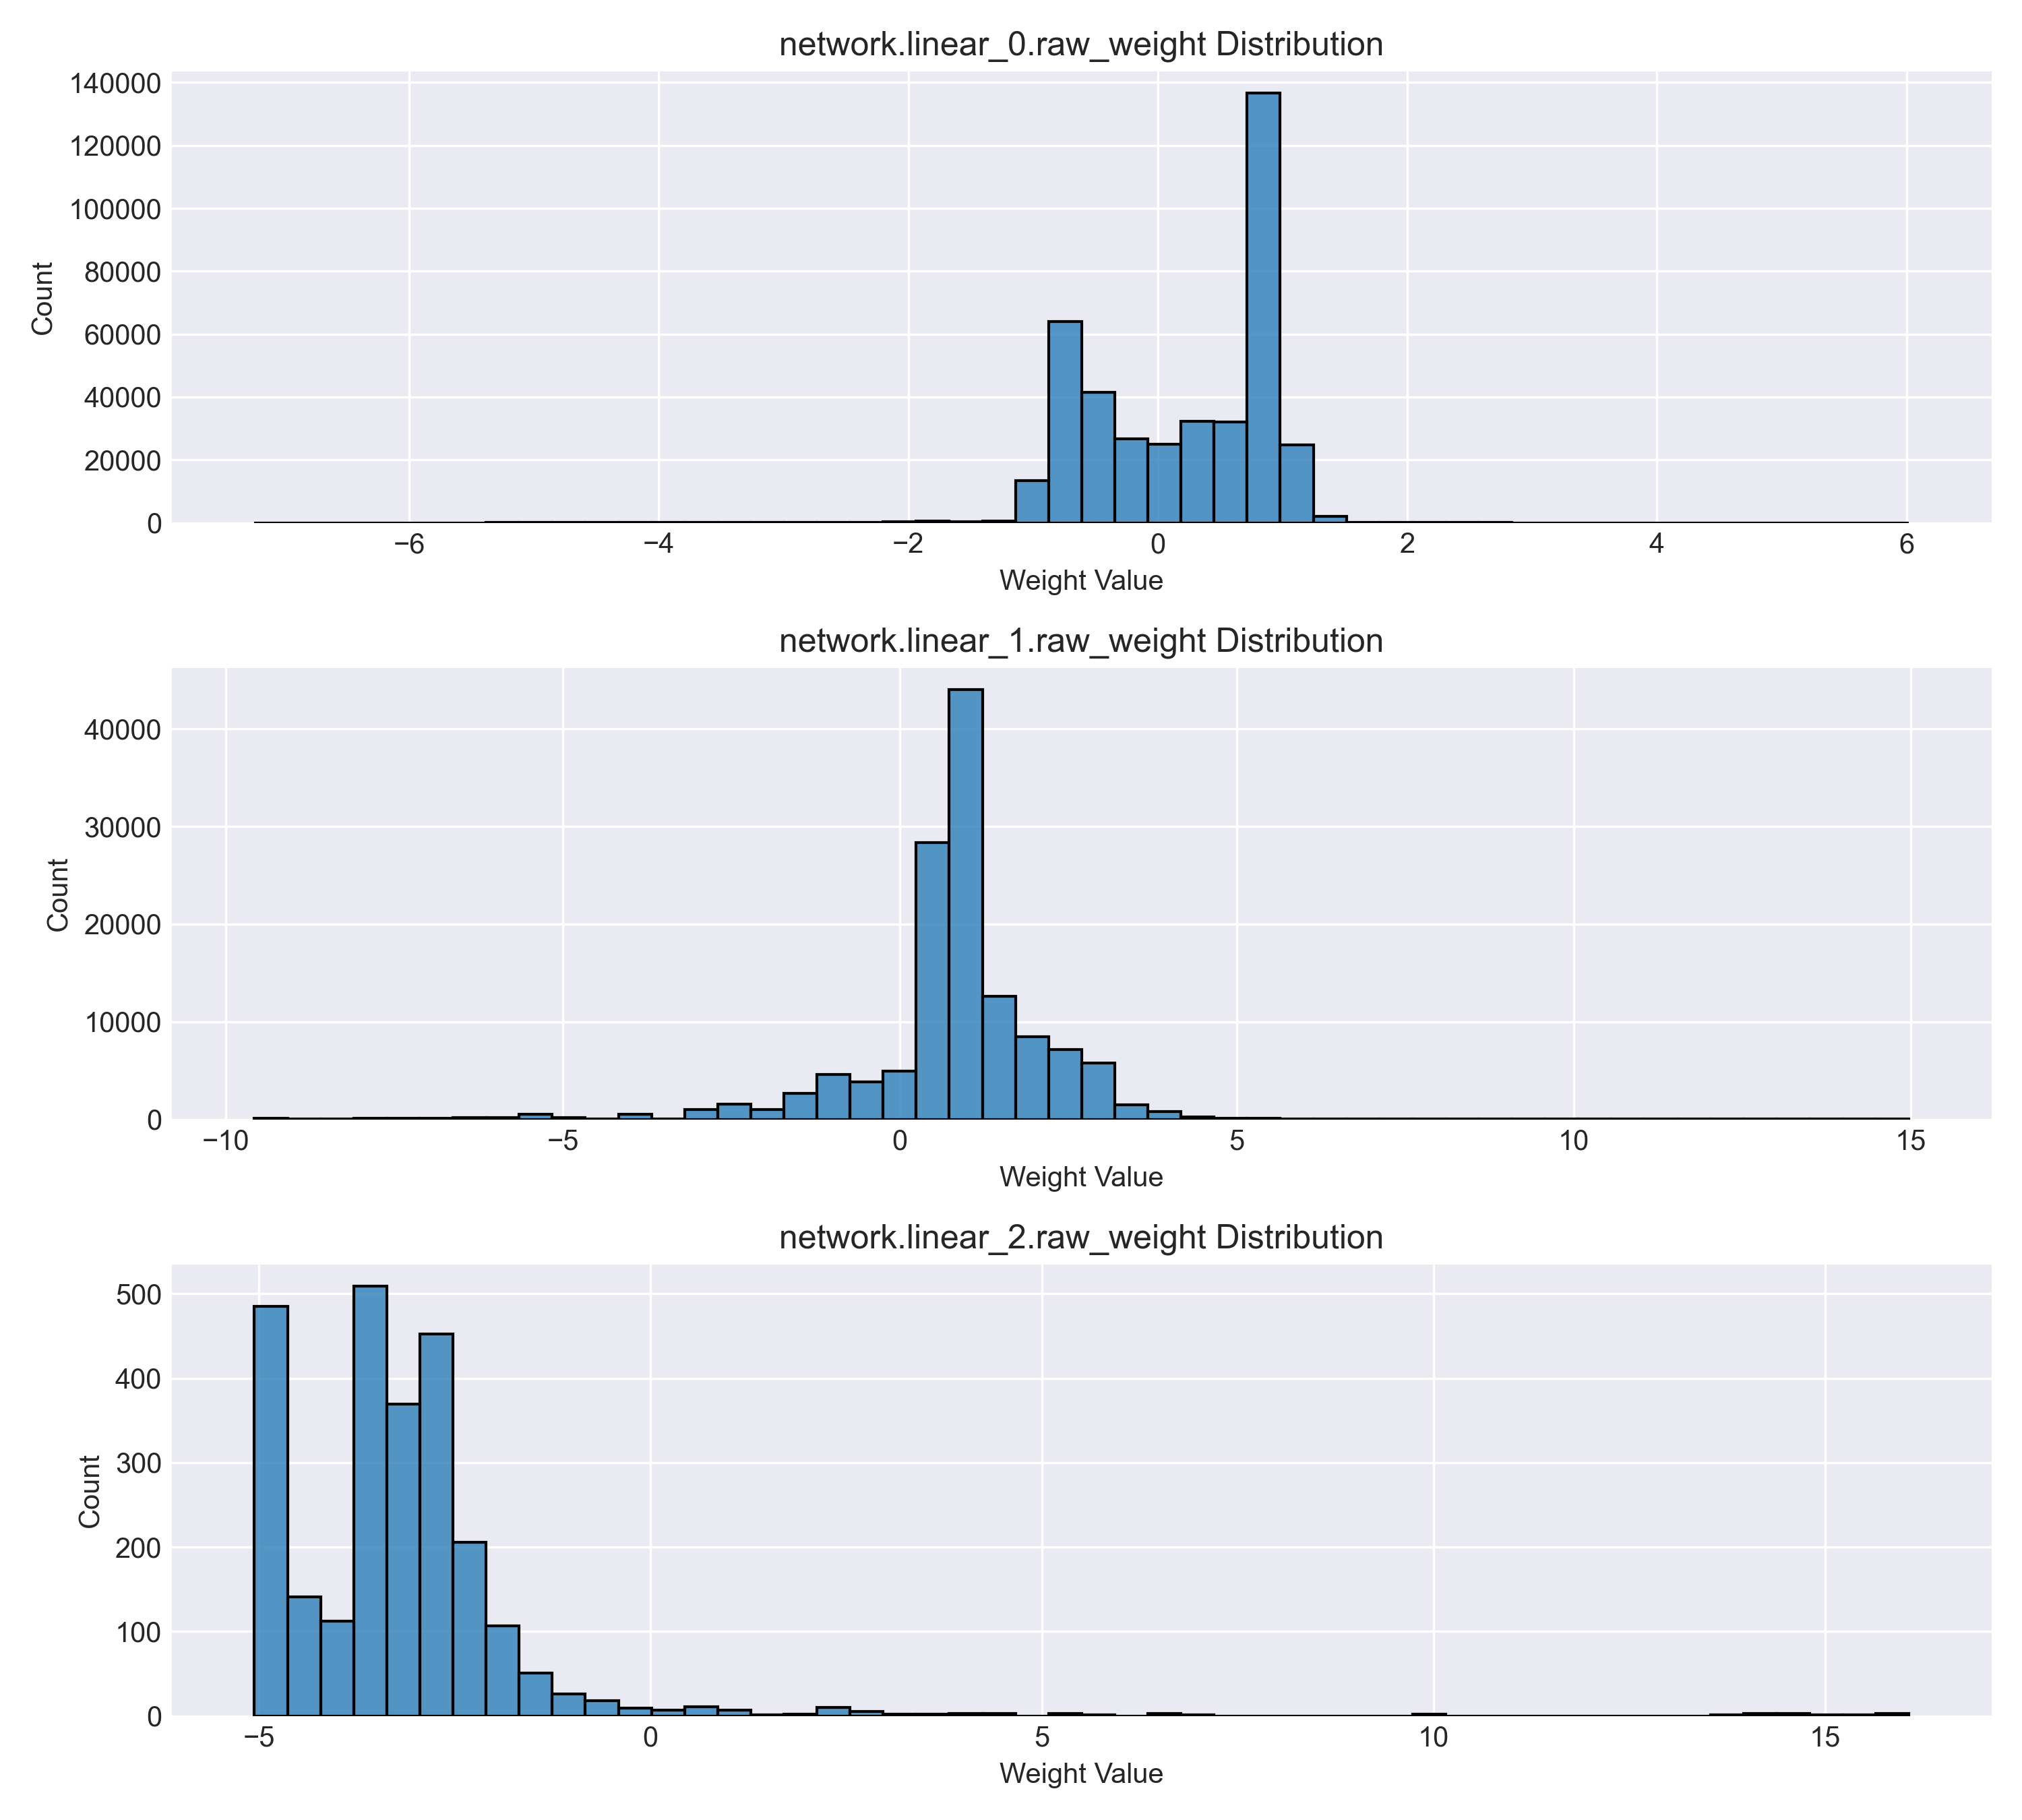 network.linear_0.raw_weight Distribution
140000
120000
100000
80000
60000
40000
20000
0
Count
−6 −4 −2 0 2 4 6
Weight Value
network.linear_1.raw_weight Distribution
40000
30000
20000
10000
0
Count
−10 −5 0 5 10 15
Weight Value
network.linear_2.raw_weight Distribution
500
400
300
200
100
0
Count
−5 0 5 10 15
Weight Value